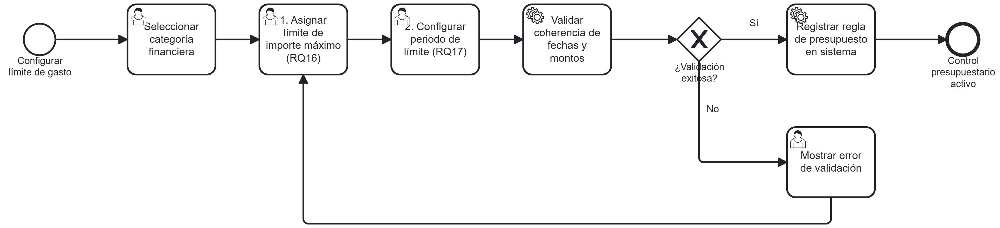 Configurar
límite de gasto
Seleccionar
categoría
financiera
1. Asignar
límite de
importe máximo
(RQ16)
2. Configurar
periodo de
límite (RQ17)
Validar
coherencia de
fechas y
montos
¿Validación
exitosa?
Sí
Registrar regla
de presupuesto
en sistema
Control
presupuestario
activo
No
Mostrar error
de validación